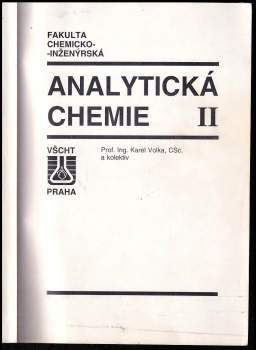 FAKULTA
CHEMICKO-
-INŽENÝRSKÁ
ANALYTICKÁ
CHEMIE II
VŠCHT
PRAHA
Prof. Ing. Karel Volka, CSc.
a kolektiv